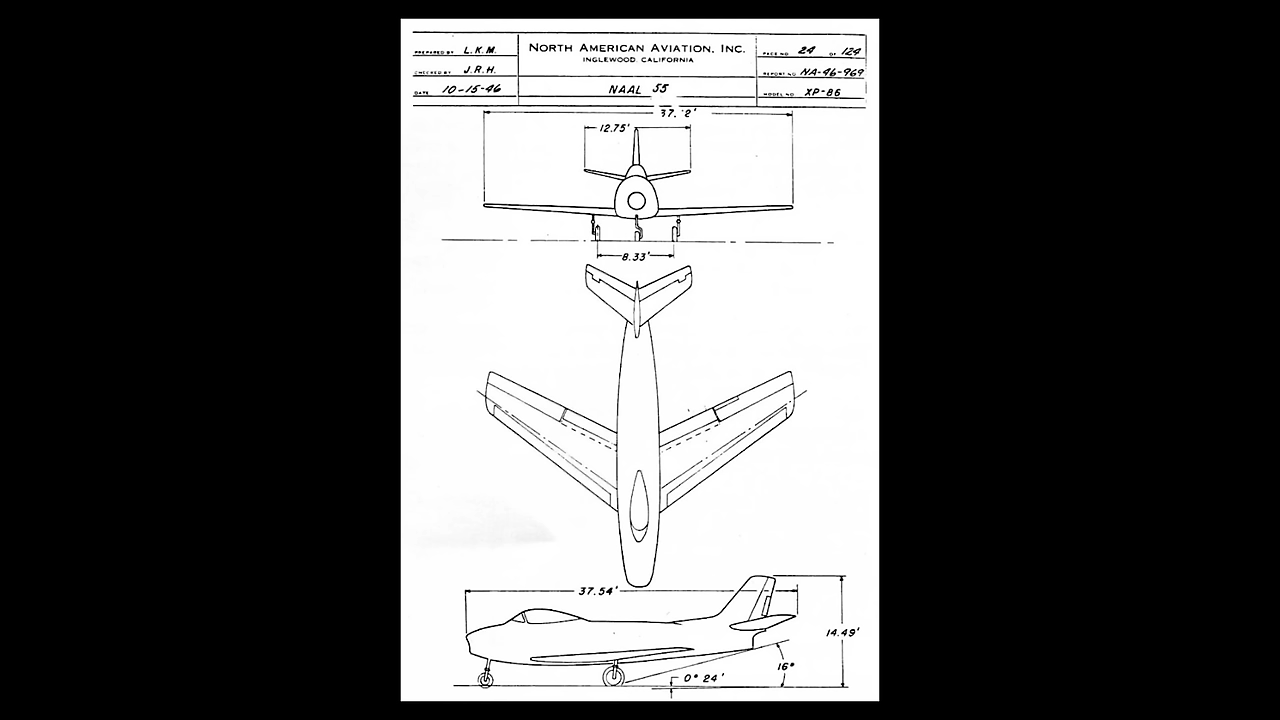 PREPARED BY L.K.M.
CHECKED BY J.R.H.
DATE 10-15-46
NORTH AMERICAN AVIATION, INC.
INGLEWOOD, CALIFORNIA
NAAL 55
PAGE NO. 24 OF 124
REPORT NO. NA-46-969
MODEL NO. XP-86
12.75'
8.33'
37.54'
14.49'
16°
0° 24'